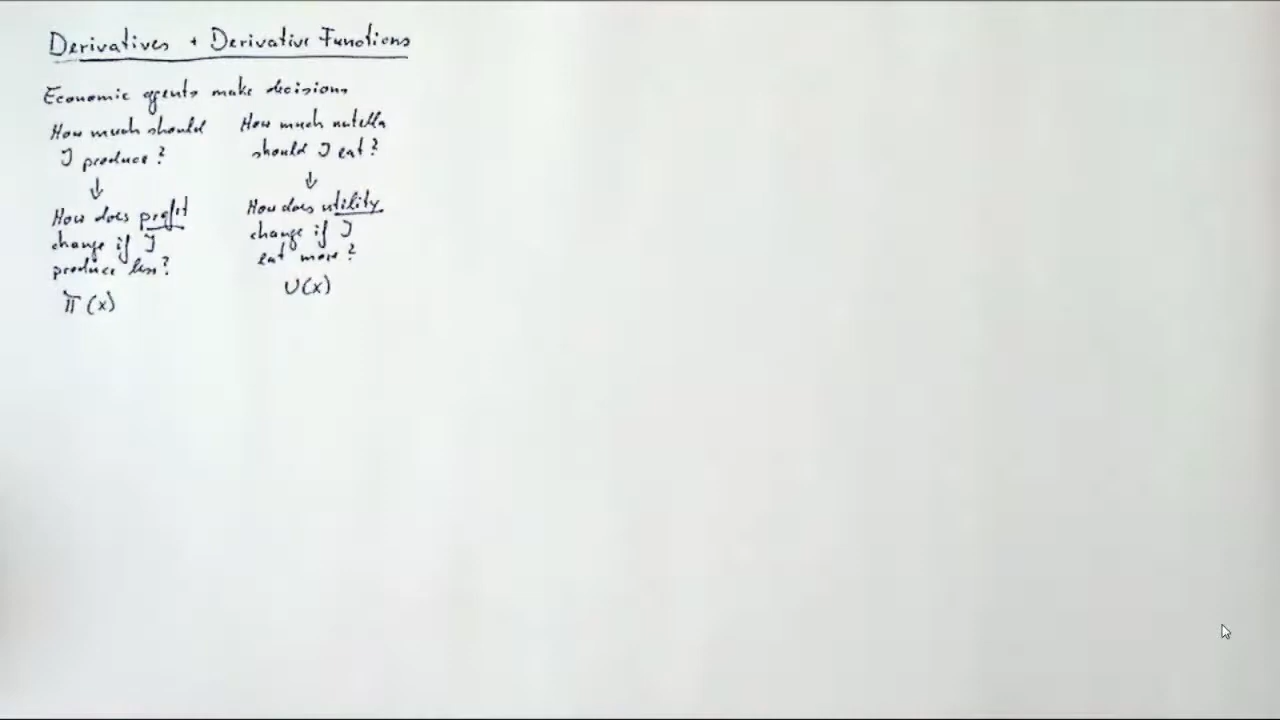 Derivatives + Derivative Functions
Economic agents make decisions
How much should
I produce?
↓
How does profit
change if I
produce less?
π(x)
How much nutella
should I eat?
↓
How does utility
change if I
eat more?
U(x)